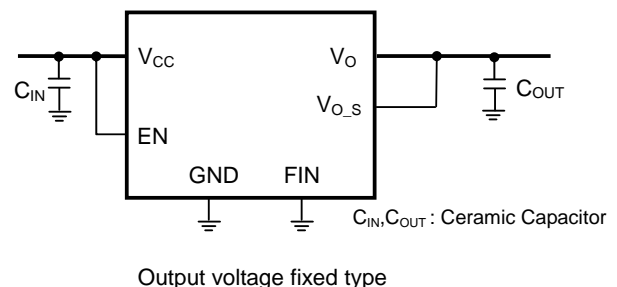 V_CC
V_O
C_IN
V_O_S
C_OUT
EN
GND FIN
C_IN,C_OUT : Ceramic Capacitor
Output voltage fixed type